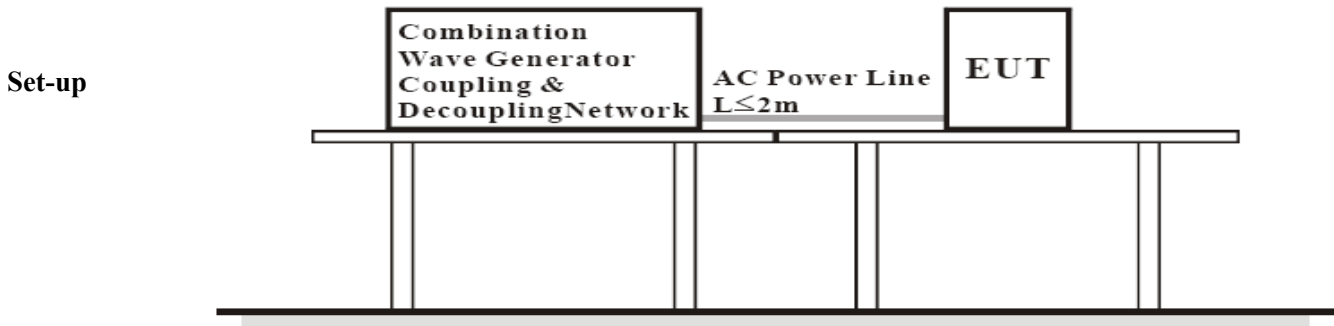 Set-up
Combination
Wave Generator
Coupling &
DecouplingNetwork
AC Power Line
L≤2m
EUT